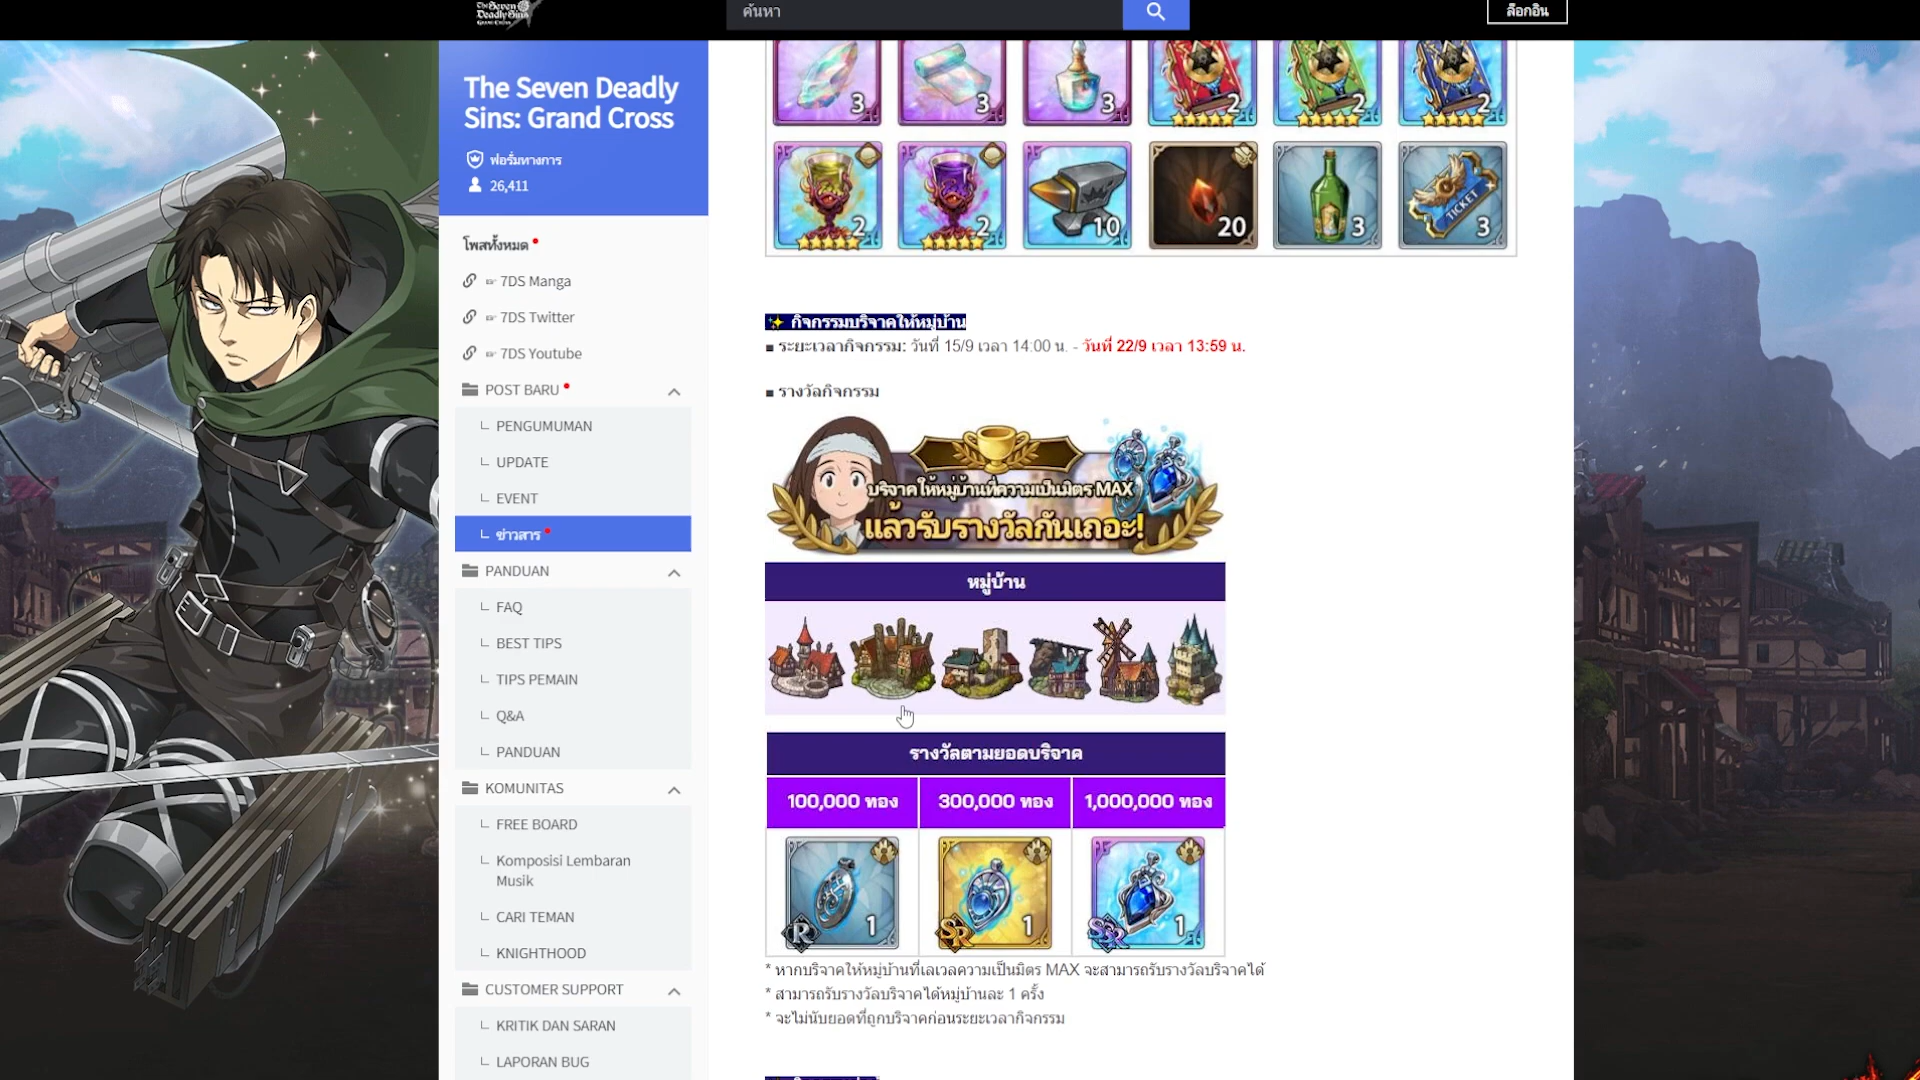 The Seven
Deadly Sins
GRAND CROSS
ค้นหา
ล็อกอิน
The Seven Deadly
Sins: Grand Cross
ฟอรั่มทางการ
26,411
โพสทั้งหมด
☞ 7DS Manga
☞ 7DS Twitter
☞ 7DS Youtube
POST BARU
PENGUMUMAN
UPDATE
EVENT
ข่าวสาร
PANDUAN
FAQ
BEST TIPS
TIPS PEMAIN
Q&A
PANDUAN
KOMUNITAS
FREE BOARD
Komposisi Lembaran
Musik
CARI TEMAN
KNIGHTHOOD
CUSTOMER SUPPORT
KRITIK DAN SARAN
LAPORAN BUG
3 3 3 2 2 2
2 2 10 20 3 TICKET 3
✨ กิจกรรมบริจาคให้หมู่บ้าน
■ ระยะเวลากิจกรรม: วันที่ 15/9 เวลา 14:00 น. - วันที่ 22/9 เวลา 13:59 น.
■ รางวัลกิจกรรม
บริจาคให้หมู่บ้านที่ความเป็นมิตร MAX
แล้วรับรางวัลกันเถอะ!
หมู่บ้าน
รางวัลตามยอดบริจาค
100,000 ทอง 300,000 ทอง 1,000,000 ทอง
R 1 SR 1 SSR 1
* หากบริจาคให้หมู่บ้านที่เลเวลความเป็นมิตร MAX จะสามารถรับรางวัลบริจาคได้
* สามารถรับรางวัลบริจาคได้หมู่บ้านละ 1 ครั้ง
* จะไม่นับยอดที่ถูกบริจาคก่อนระยะเวลากิจกรรม